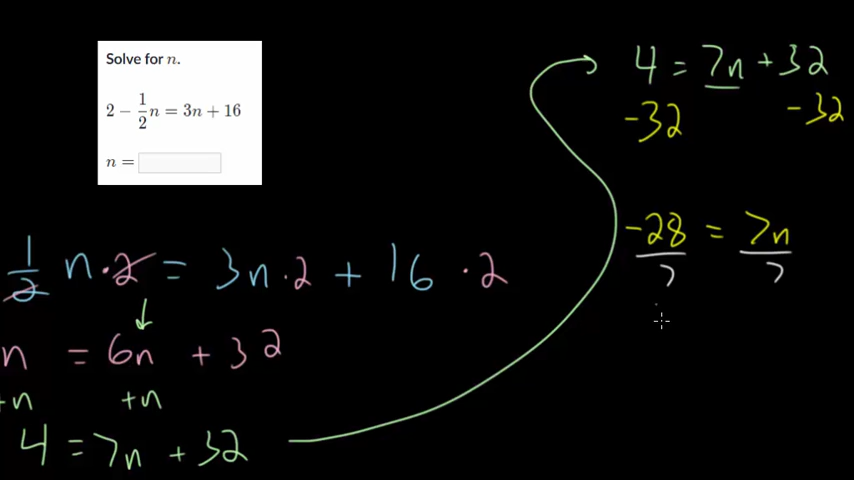 Solve for n.
2 − 1/2 n = 3n + 16
n =
1/2 n · 2 = 3n · 2 + 16 · 2
n = 6n + 32
+n +n
4 = 7n + 32
4 = 7n + 32
-32 -32
-28 = 7n
7 7